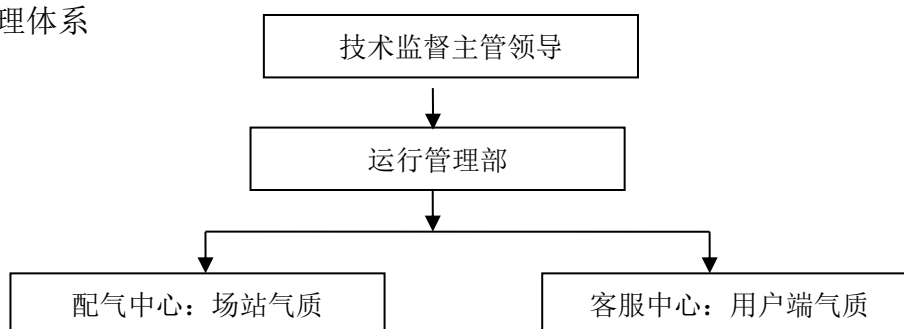 理体系
技术监督主管领导
运行管理部
配气中心：场站气质
客服中心：用户端气质